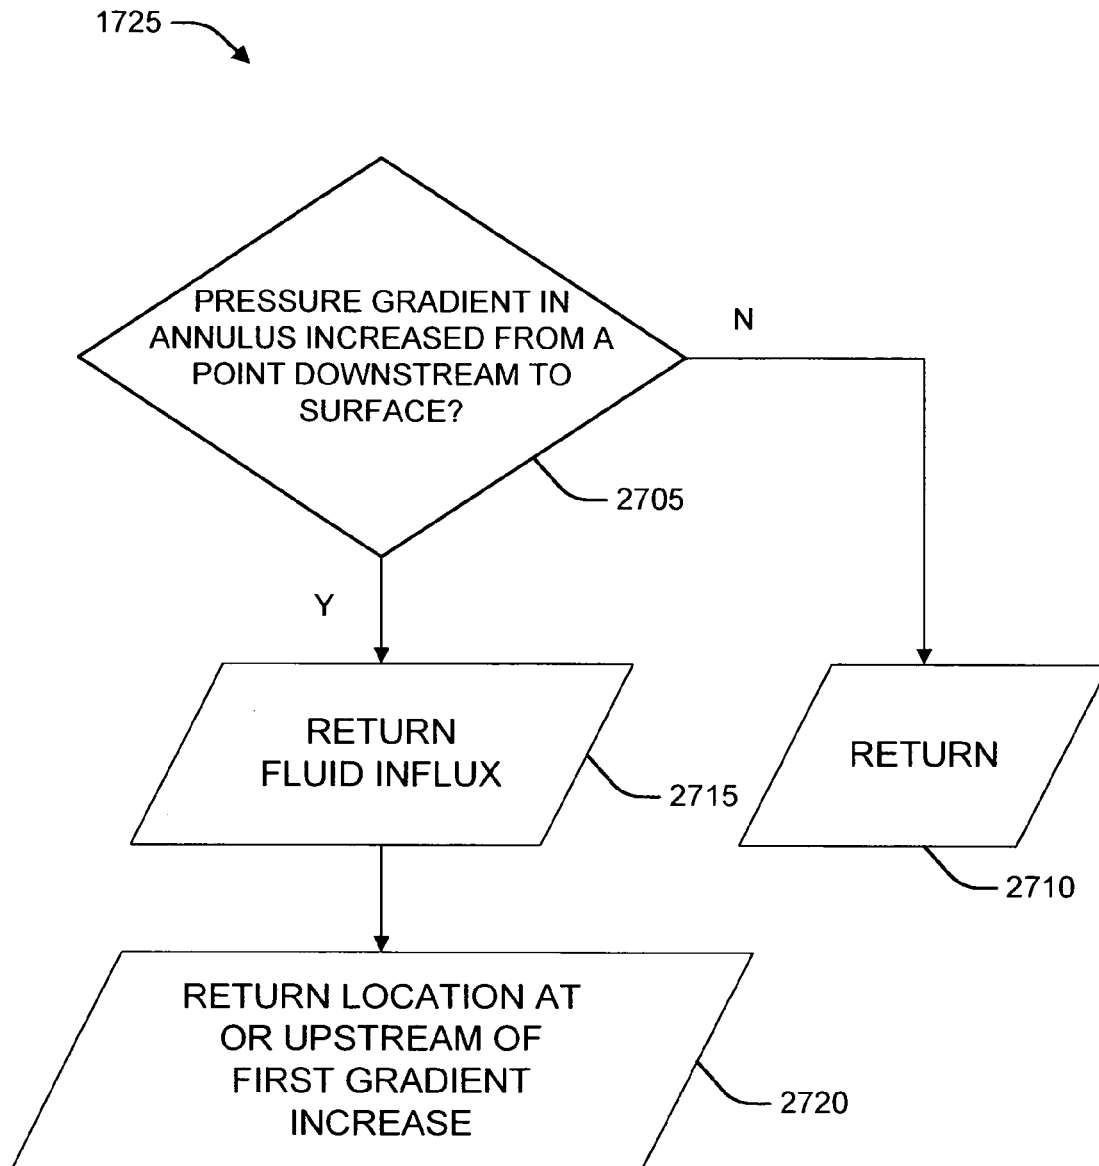 1725
PRESSURE GRADIENT IN
ANNULUS INCREASED FROM A
POINT DOWNSTREAM TO
SURFACE?
N
2705
Y
RETURN
FLUID INFLUX
2715
RETURN
2710
RETURN LOCATION AT
OR UPSTREAM OF
FIRST GRADIENT
INCREASE
2720